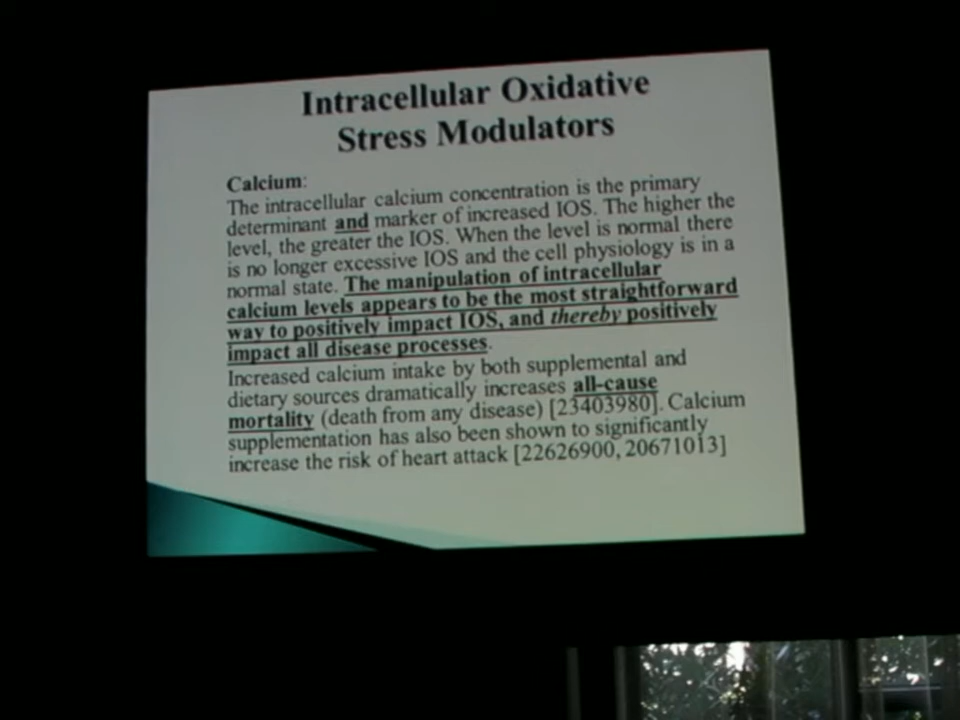 Intracellular Oxidative
Stress Modulators
Calcium:
The intracellular calcium concentration is the primary
determinant and marker of increased IOS. The higher the
level, the greater the IOS. When the level is normal there
is no longer excessive IOS and the cell physiology is in a
normal state. The manipulation of intracellular
calcium levels appears to be the most straightforward
way to positively impact IOS, and thereby positively
impact all disease processes.
Increased calcium intake by both supplemental and
dietary sources dramatically increases all-cause
mortality (death from any disease) [23403980]. Calcium
supplementation has also been shown to significantly
increase the risk of heart attack [22626900, 20671013]